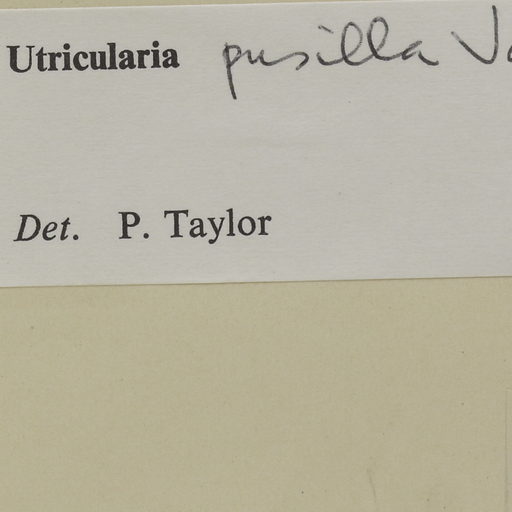 Utricularia pusilla
Det. P. Taylor